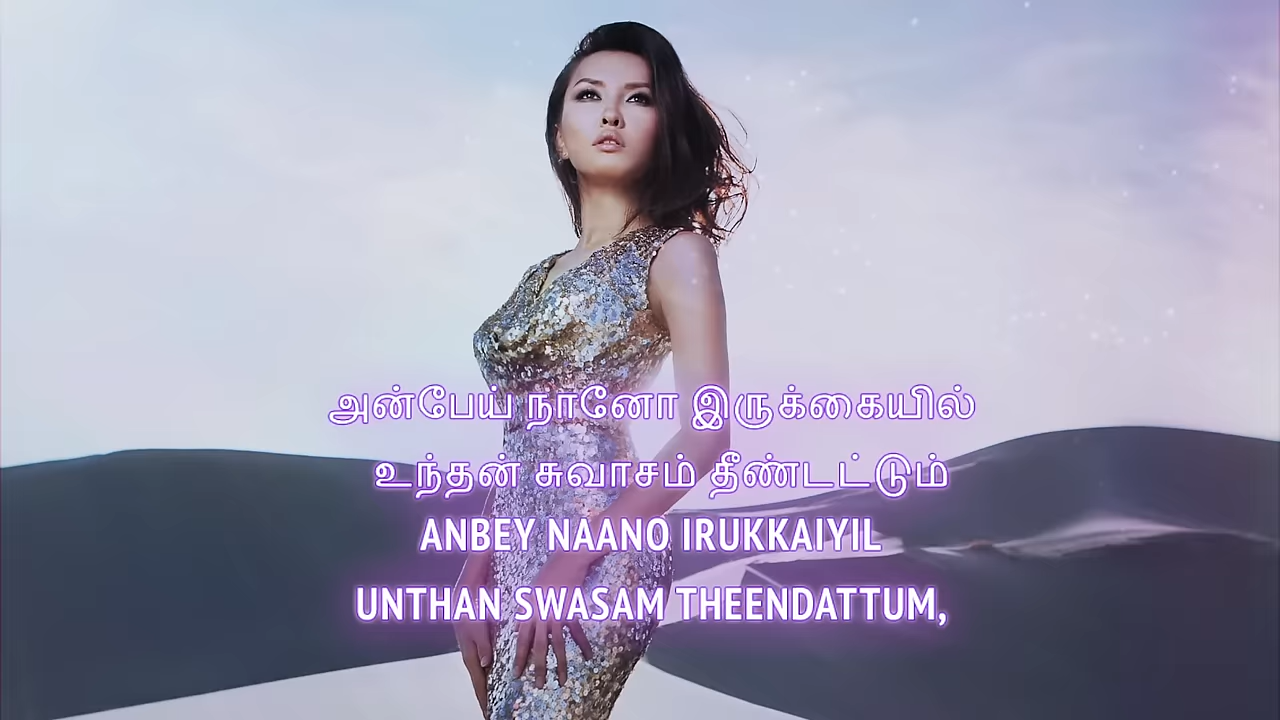 அன்பேய் நானோ இருக்கையில்
உந்தன் சுவாசம் தீண்டட்டும்
ANBEY NAANO IRUKKAIYIL
UNTHAN SWASAM THEENDATTUM,